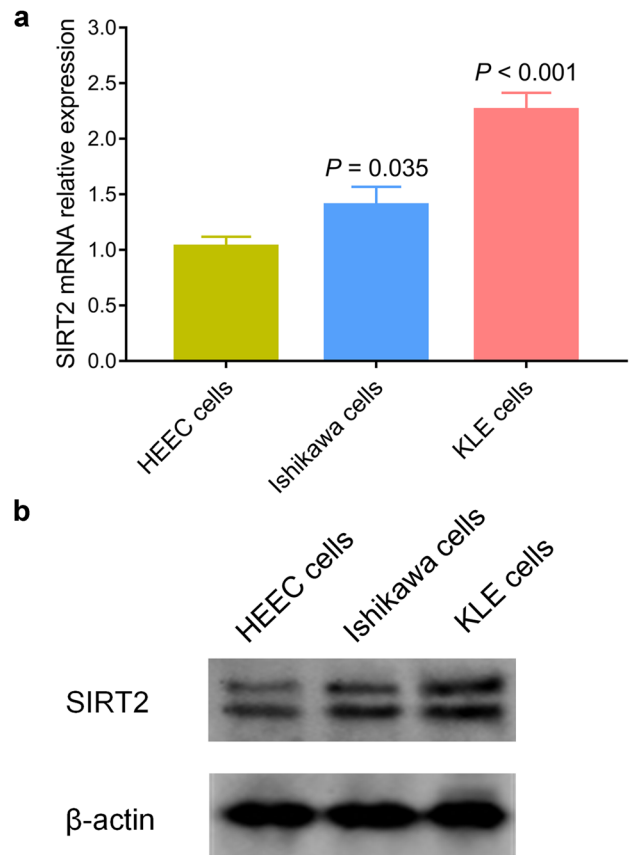 a
SIRT2 mRNA relative expression
3.0
2.5
2.0
1.5
1.0
0.5
0.0
P = 0.035
P < 0.001
HEEC cells
Ishikawa cells
KLE cells
b
HEEC cells
Ishikawa cells
KLE cells
SIRT2
β-actin